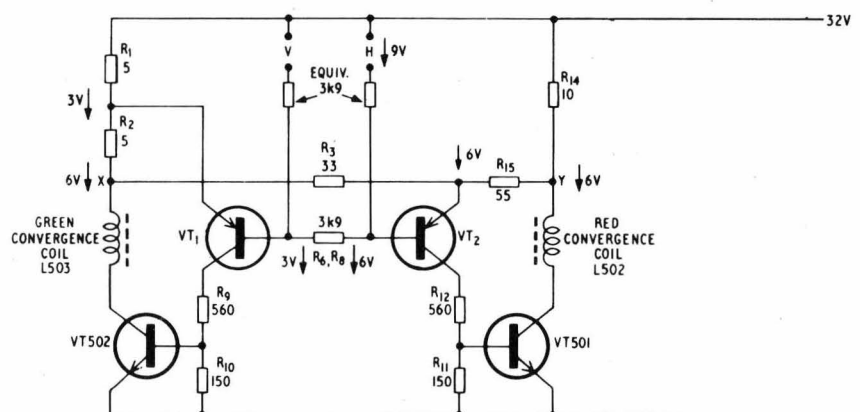 32V
R1
5
V
H
9V
EQUIV.
3k9
R14
10
3V
R2
5
R3
33
6V
R15
55
6V
X
Y
6V
GREEN
CONVERGENCE
COIL
L503
VT1
3k9
VT2
RED
CONVERGENCE
COIL
L502
3V
R6, R8
6V
R9
560
R12
560
VT502
VT501
R10
150
R11
150